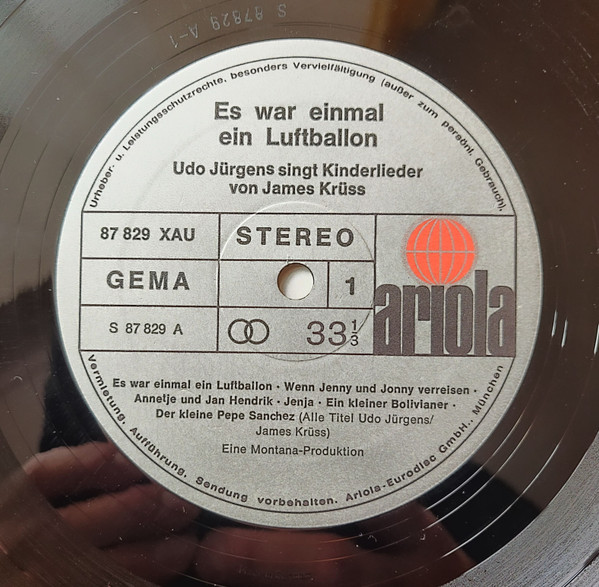 S 87829 A-1
Urheber- u. Leistungsschutzrechte, besonders Vervielfältigung (außer zum persönl. Gebrauch),
Es war einmal
ein Luftballon
Udo Jürgens singt Kinderlieder
von James Krüss
87 829 XAU
STEREO
GEMA
1
S 87 829 A
33 1/3
ariola
Es war einmal ein Luftballon · Wenn Jenny und Jonny verreisen ·
Annetje und Jan Hendrik · Jenja · Ein kleiner Bolivianer ·
Der kleine Pepe Sanchez (Alle Titel Udo Jürgens/
James Krüss)
Eine Montana-Produktion
Vermietung, Aufführung, Sendung vorbehalten. Ariola-Eurodisc GmbH., München